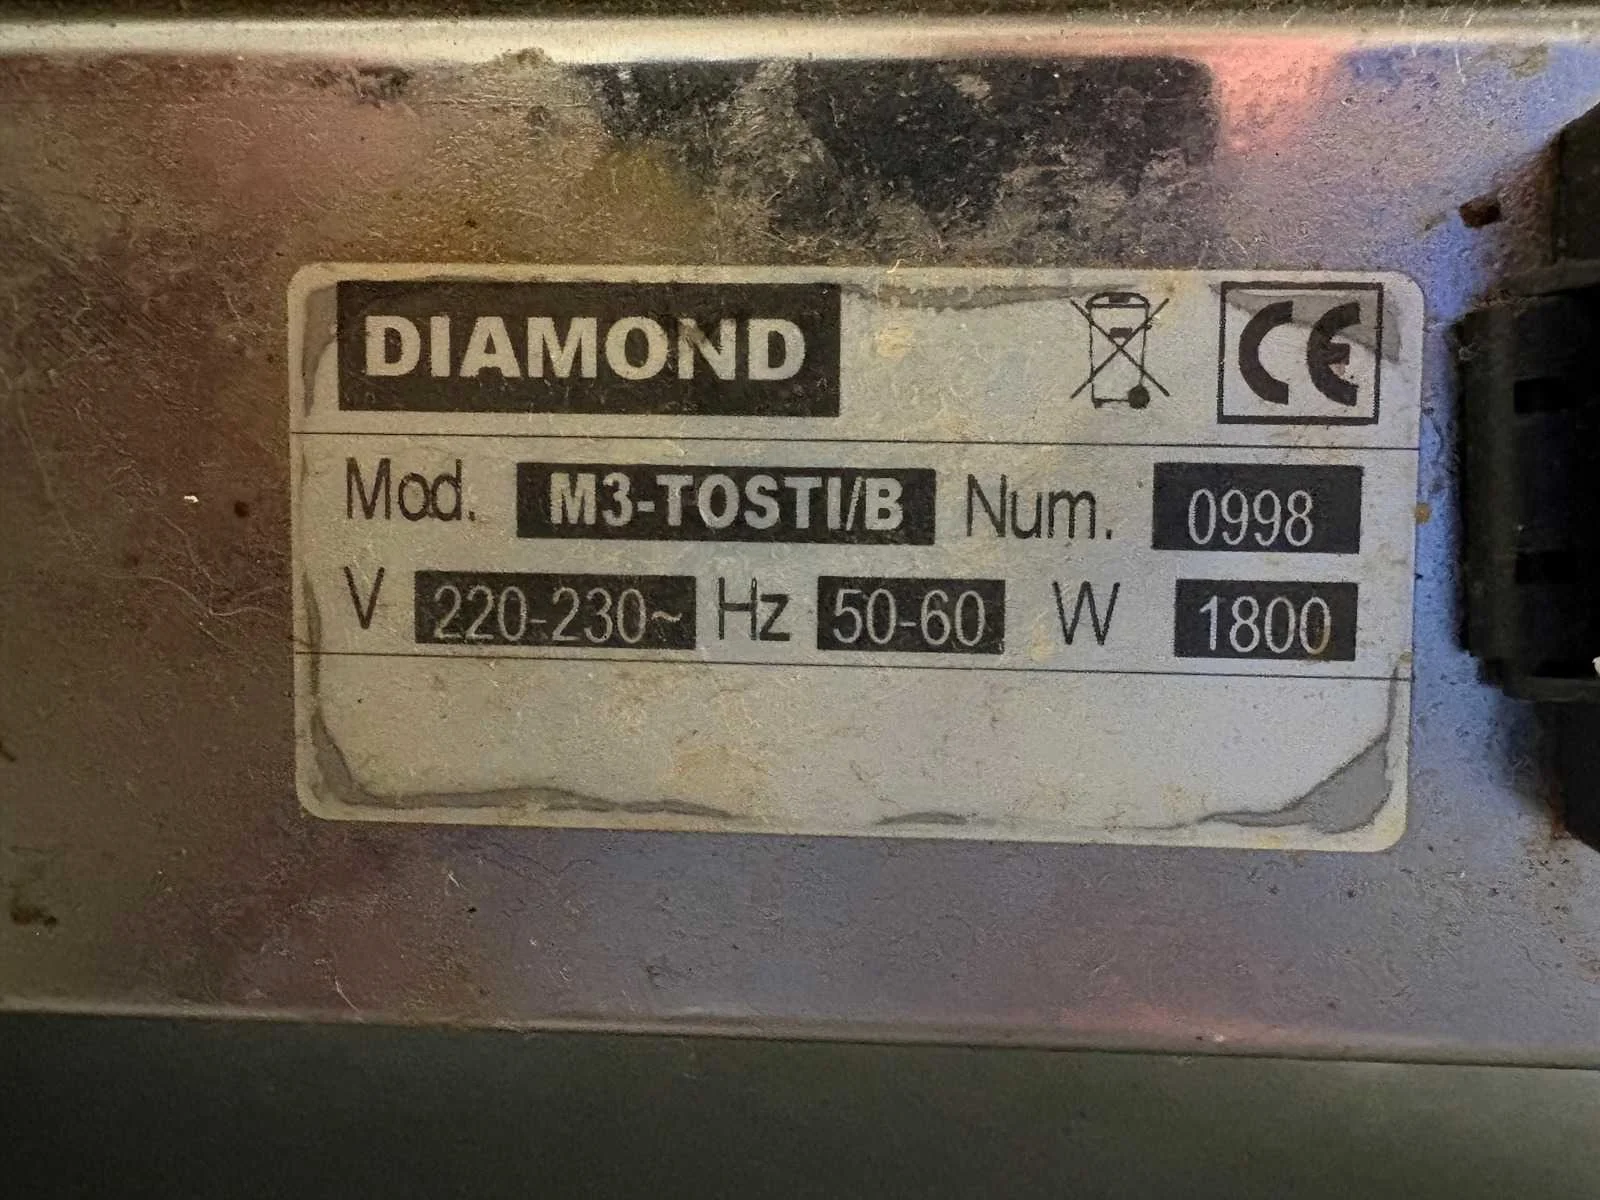 DIAMOND CE
Mod. M3-TOSTI/B Num. 0998
V 220-230~ Hz 50-60 W 1800